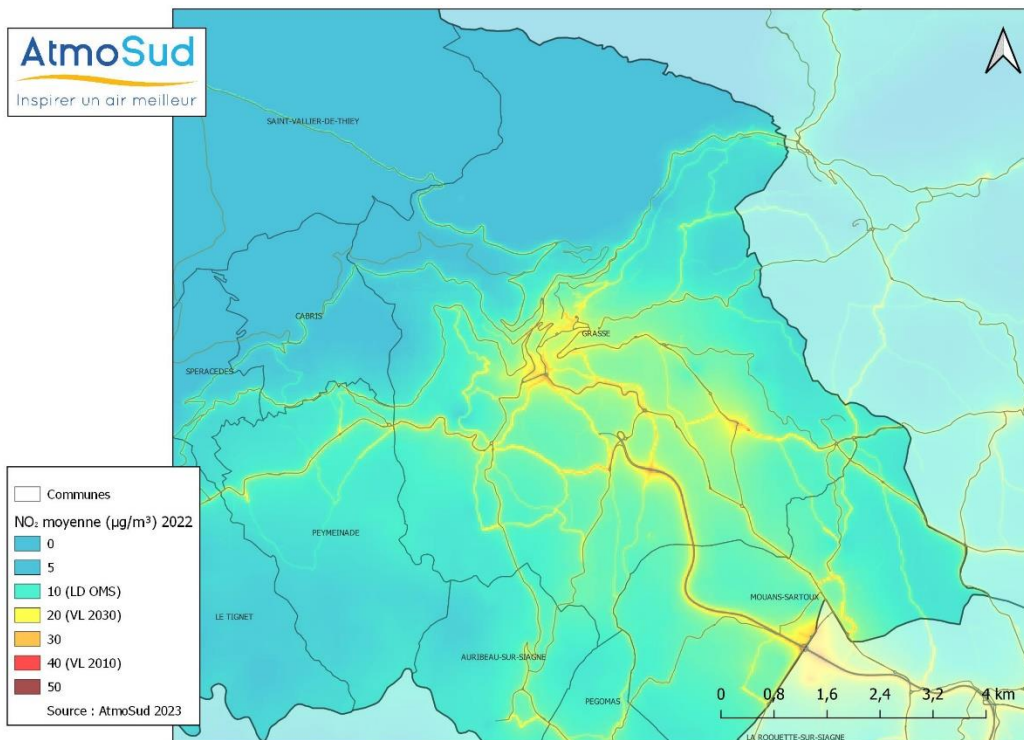 AtmoSud
Inspirer un air meilleur
SAINT-VALLIER-DE-THIEY
CABRIS
GRASSE
SPERACEDES
PEYMEINADE
MOUANS-SARTOUX
LE TIGNET
AURIBEAU-SUR-SIAGNE
PEGOMAS
LA ROQUETTE-SUR-SIAGNE
Communes
NO₂ moyenne (µg/m³) 2022
0
5
10 (LD OMS)
20 (VL 2030)
30
40 (VL 2010)
50
Source : AtmoSud 2023
0 0,8 1,6 2,4 3,2 4 km